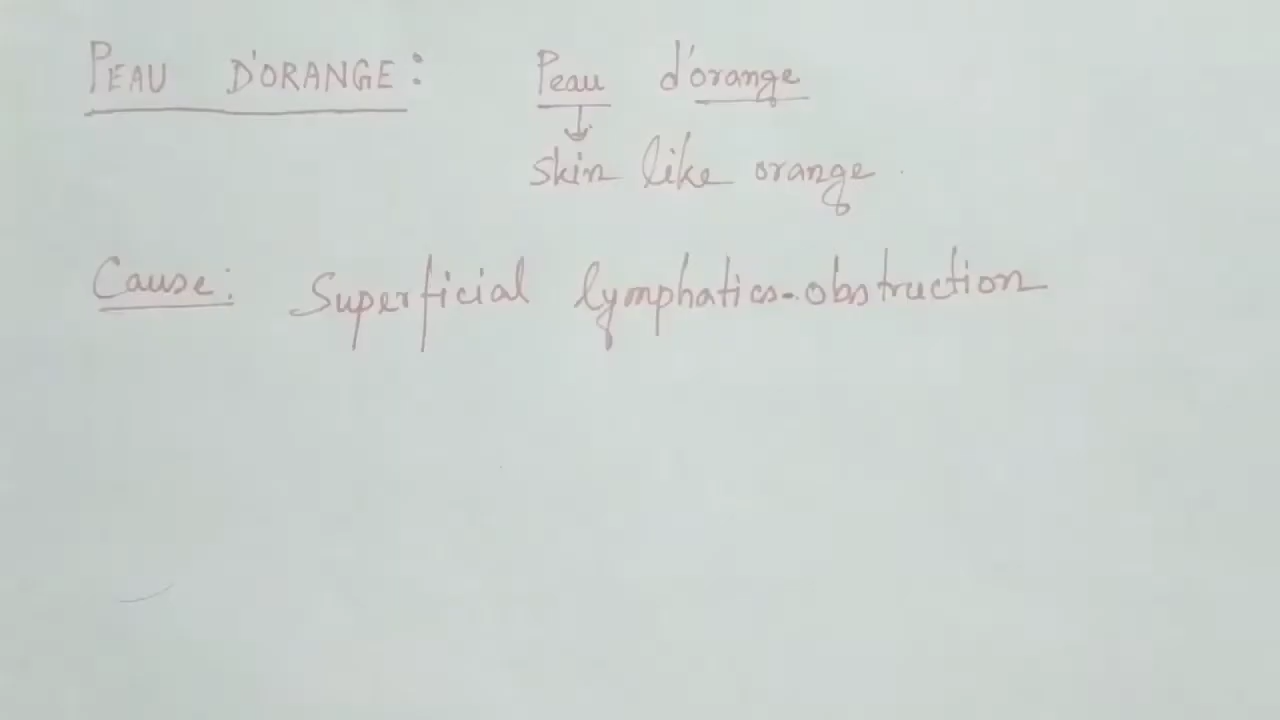 PEAU D'ORANGE: Peau d'orange
↓
skin like orange.
Cause: Superficial lymphatics-obstruction